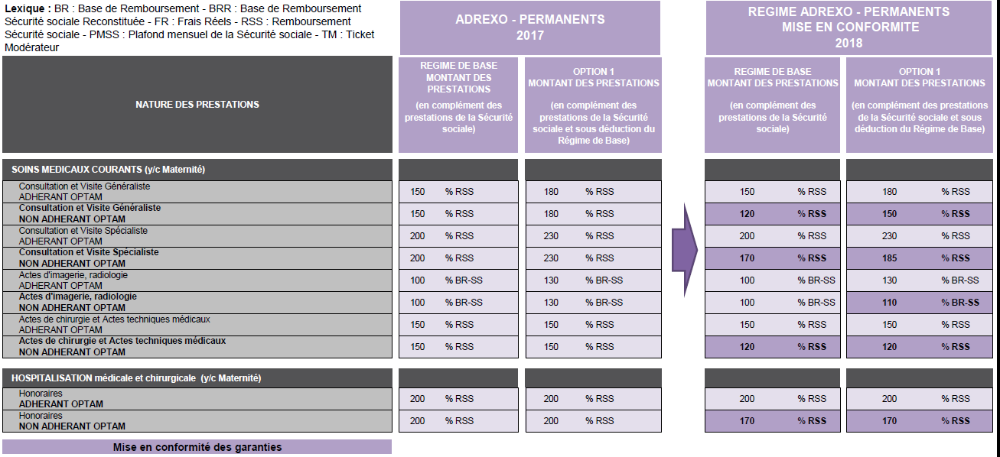 Lexique : BR : Base de Remboursement - BRR : Base de Remboursement
Sécurité sociale Reconstituée - FR : Frais Réels - RSS : Remboursement
Sécurité sociale - PMSS : Plafond mensuel de la Sécurité sociale - TM : Ticket
Modérateur
ADREXO - PERMANENTS
2017
REGIME ADREXO - PERMANENTS
MISE EN CONFORMITE
2018
NATURE DES PRESTATIONS
REGIME DE BASE
MONTANT DES
PRESTATIONS
(en complément des
prestations de la Sécurité
sociale)
OPTION 1
MONTANT DES PRESTATIONS
(en complément des
prestations de la Sécurité
sociale et sous déduction du
Régime de Base)
REGIME DE BASE
MONTANT DES PRESTATIONS
(en complément des
prestations de la Sécurité
sociale)
OPTION 1
MONTANT DES PRESTATIONS
(en complément des prestations
de la Sécurité sociale et sous
déduction du Régime de Base)
SOINS MEDICAUX COURANTS (y/c Maternité)
Consultation et Visite Généraliste
ADHERANT OPTAM
150 % RSS 180 % RSS 150 % RSS 180 % RSS
Consultation et Visite Généraliste
NON ADHERANT OPTAM
150 % RSS 180 % RSS 120 % RSS 150 % RSS
Consultation et Visite Spécialiste
ADHERANT OPTAM
200 % RSS 230 % RSS 200 % RSS 230 % RSS
Consultation et Visite Spécialiste
NON ADHERANT OPTAM
200 % RSS 230 % RSS 170 % RSS 185 % RSS
Actes d'imagerie, radiologie
ADHERANT OPTAM
100 % BR-SS 130 % BR-SS 100 % BR-SS 130 % BR-SS
Actes d'imagerie, radiologie
NON ADHERANT OPTAM
100 % BR-SS 130 % BR-SS 100 % BR-SS 110 % BR-SS
Actes de chirurgie et Actes techniques médicaux
ADHERANT OPTAM
150 % RSS 150 % RSS 150 % RSS 150 % RSS
Actes de chirurgie et Actes techniques médicaux
NON ADHERANT OPTAM
150 % RSS 150 % RSS 120 % RSS 120 % RSS
HOSPITALISATION médicale et chirurgicale (y/c Maternité)
Honoraires
ADHERANT OPTAM
200 % RSS 200 % RSS 200 % RSS 200 % RSS
Honoraires
NON ADHERANT OPTAM
200 % RSS 200 % RSS 170 % RSS 170 % RSS
Mise en conformité des garanties